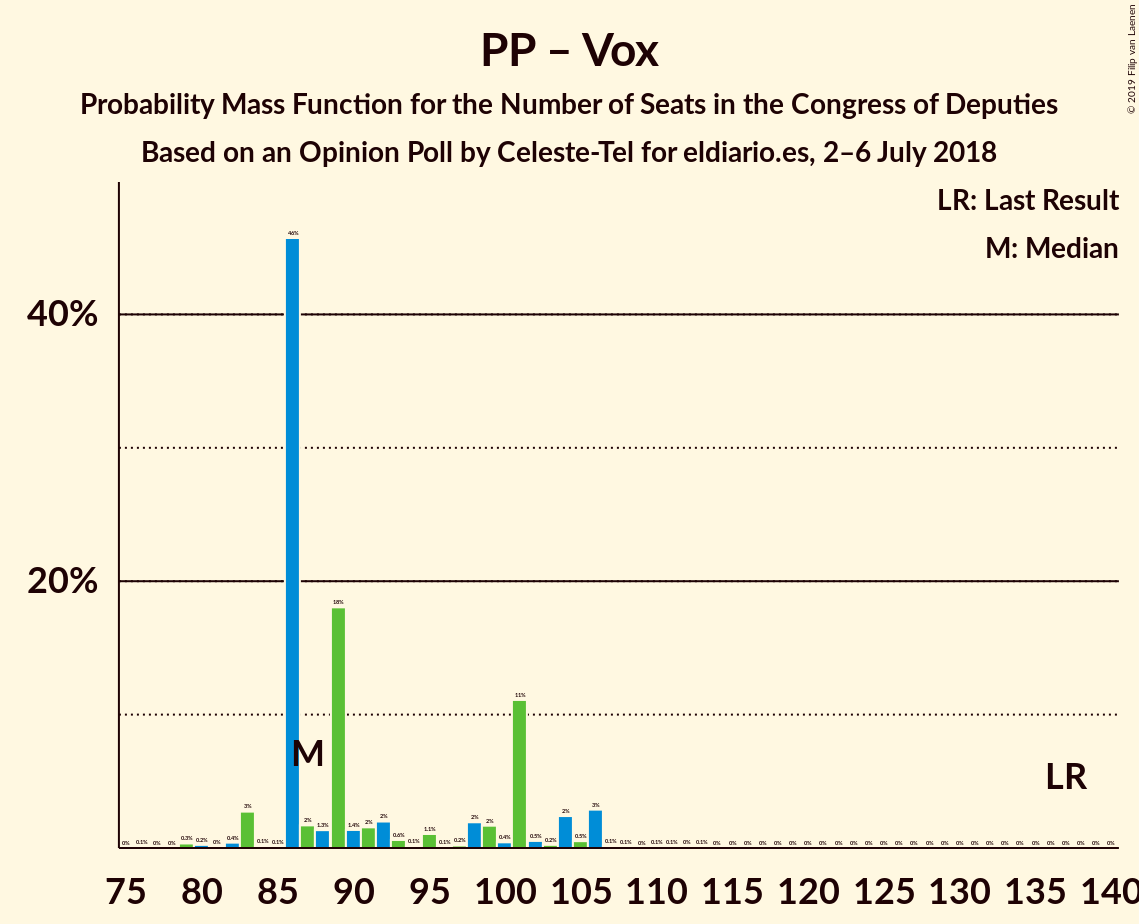 PP – Vox
Probability Mass Function for the Number of Seats in the Congress of Deputies
Based on an Opinion Poll by Celeste-Tel for eldiario.es, 2–6 July 2018
© 2019 Filip van Laenen
LR: Last Result
M: Median
40%
20%
0% 0.1% 0% 0% 0.3% 0.2% 0% 0.4% 3% 0.1% 0.1% 46% 2% 1.3% 18% 1.4% 2% 2% 0.6% 0.1% 1.1% 0.1% 0.2% 2% 2% 0.4% 11% 0.5% 0.2% 2% 0.5% 3% 0.1% 0.1% 0% 0.1% 0.1% 0% 0.1% 0% 0% 0% 0% 0% 0% 0% 0% 0% 0% 0% 0% 0% 0% 0% 0% 0% 0% 0% 0% 0% 0% 0% 0% 0% 0% 0%
M
LR
75 80 85 90 95 100 105 110 115 120 125 130 135 140